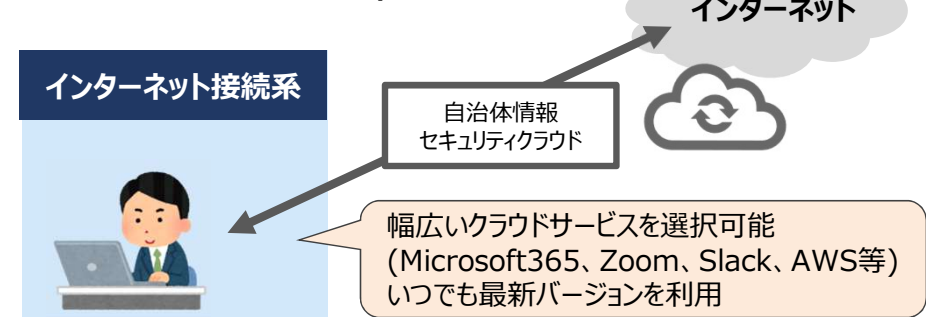 インターネット
インターネット接続系
自治体情報
セキュリティクラウド
幅広いクラウドサービスを選択可能
(Microsoft365、Zoom、Slack、AWS等)
いつでも最新バージョンを利用